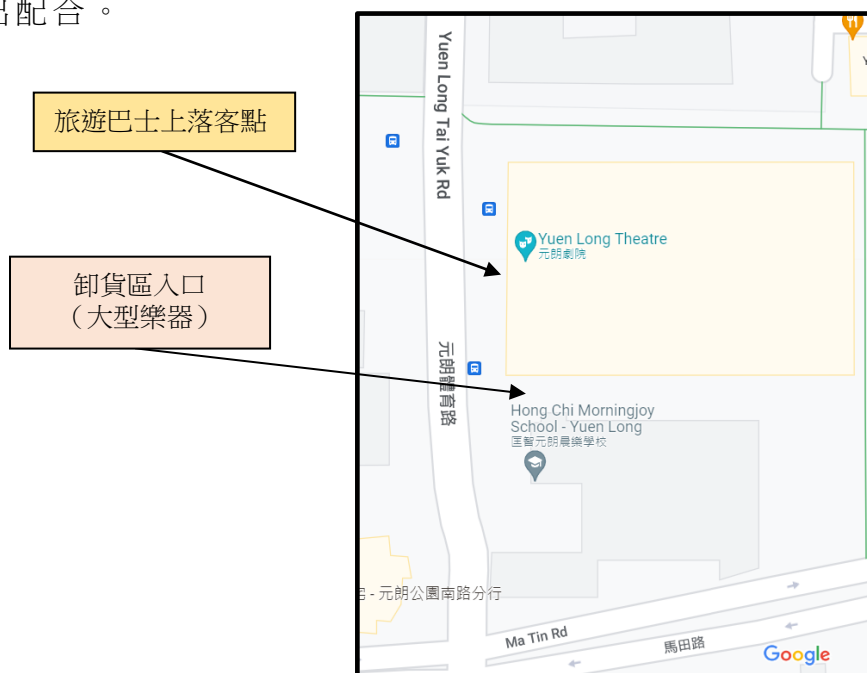 出配合。
旅遊巴士上落客點
卸貨區入口
（大型樂器）
Yuen Long Tai Yuk Rd
元朗體育路
Yuen Long Theatre
元朗劇院
Hong Chi Morningjoy
School - Yuen Long
匡智元朗晨樂學校
- 元朗公園南路分行
Ma Tin Rd
馬田路
Google